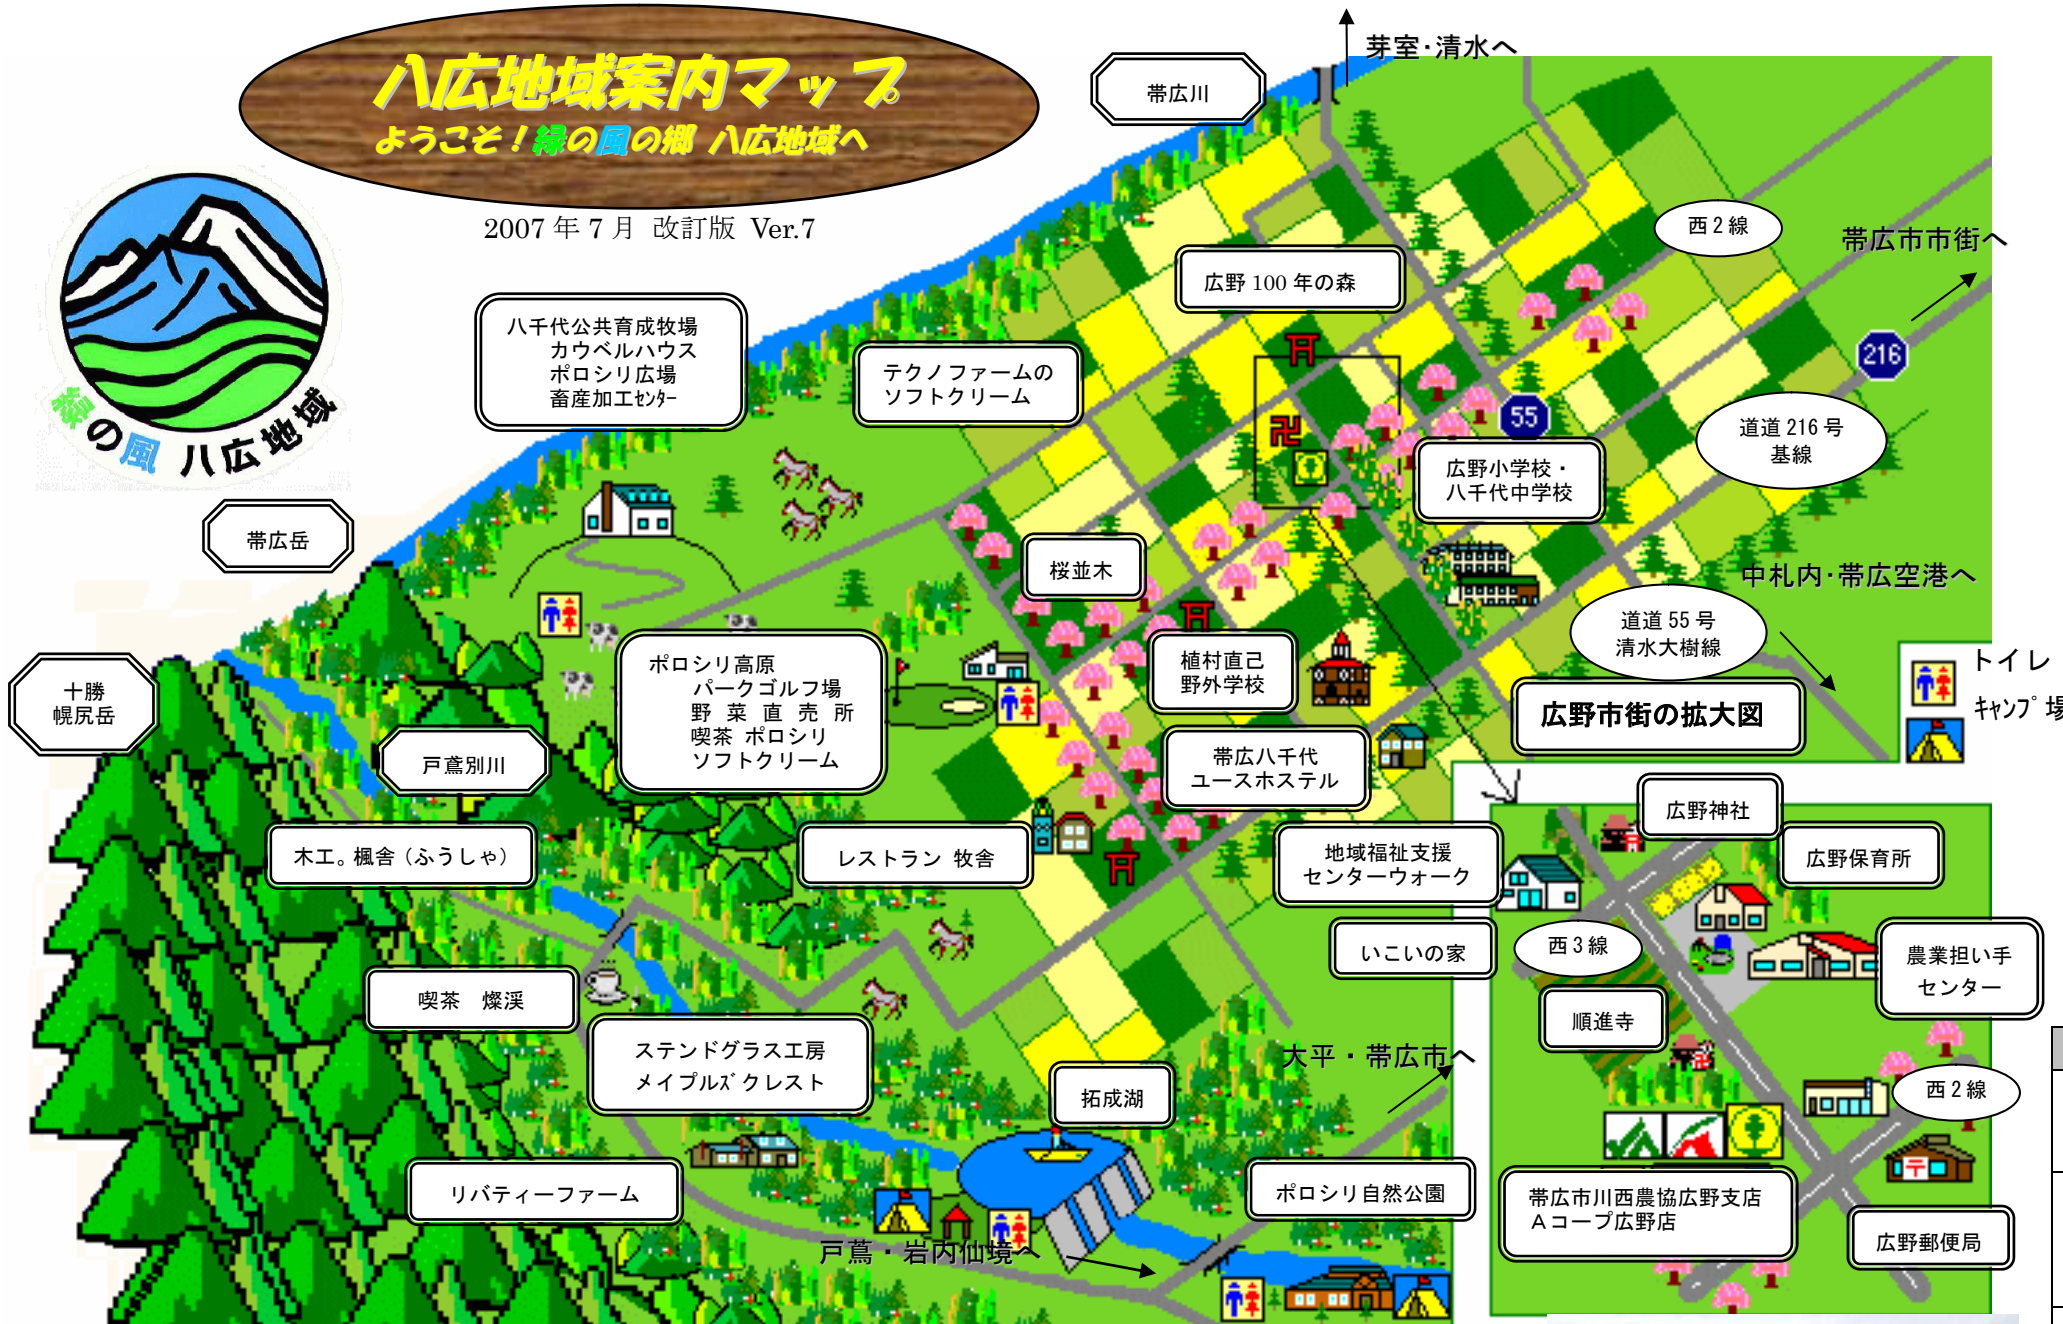 八広地域案内マップ
ようこそ！緑の風の郷 八広地域へ
2007年7月 改訂版 Ver.7
緑の風 八広地域
帯広川
芽室･清水へ
西2線
帯広市市街へ
216
広野100年の森
八千代公共育成牧場
カウベルハウス
ポロシリ広場
畜産加工ｾﾝﾀｰ
テクノファームの
ソフトクリーム
55
道道216号
基線
広野小学校・
八千代中学校
帯広岳
桜並木
中札内･帯広空港へ
道道55号
清水大樹線
十勝
幌尻岳
戸蔦別川
ポロシリ高原
パークゴルフ場
野菜直売所
喫茶 ポロシリ
ソフトクリーム
植村直己
野外学校
帯広八千代
ユースホステル
広野市街の拡大図
トイレ
ｷｬﾝﾌﾟ場
木工。楓舎（ふうしゃ）
レストラン 牧舎
地域福祉支援
センターウォーク
広野神社
広野保育所
いこいの家
西3線
農業担い手
センター
喫茶 燦渓
順進寺
ステンドグラス工房
メイプルズクレスト
拓成湖
大平・帯広市へ
西2線
リバティーファーム
ポロシリ自然公園
帯広市川西農協広野支店
Aコープ広野店
広野郵便局
戸蔦・岩内仙境へ